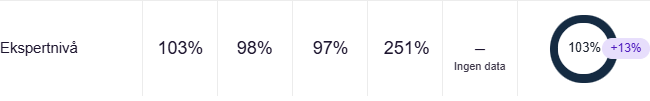 Ekspertnivå 103% 98% 97% 251% –
Ingen data
103% +13%